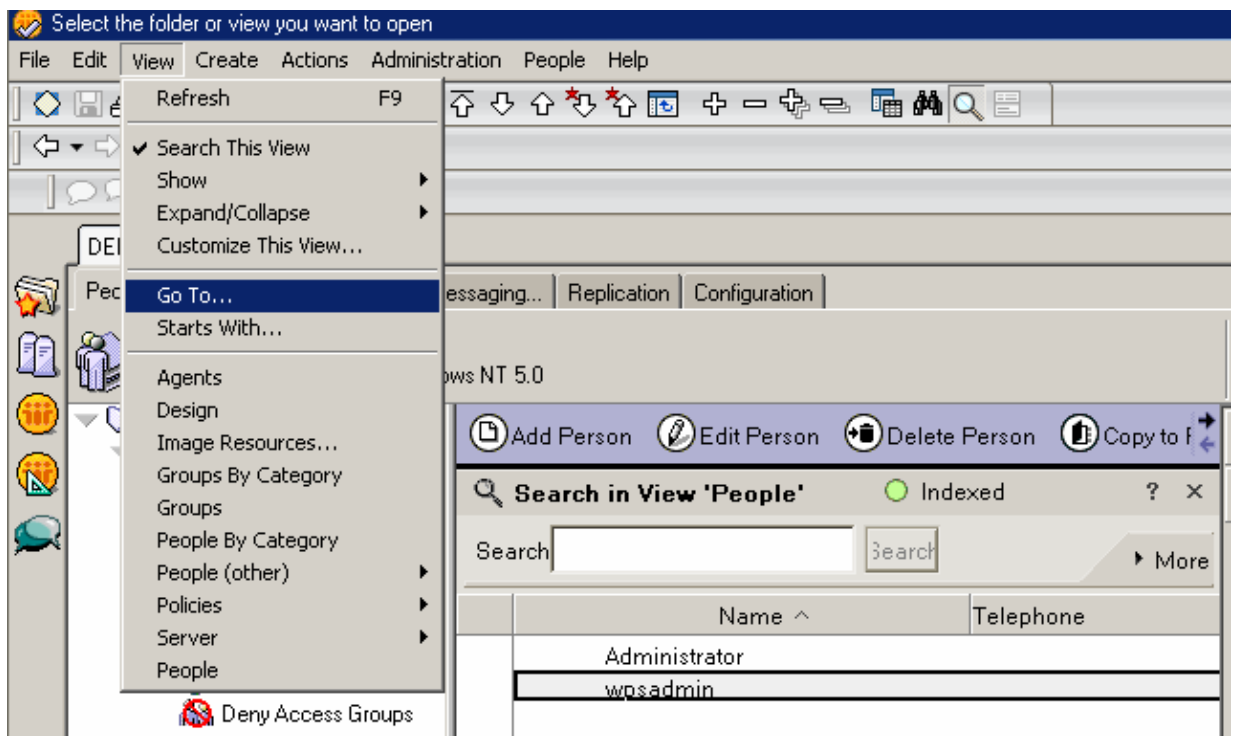 Select the folder or view you want to open
File Edit View Create Actions Administration People Help
Refresh F9
Search This View
Show
Expand/Collapse
Customize This View...
DEI
Go To...
Peo essaging... Replication Configuration
Starts With...
Agents
ows NT 5.0
Design
Image Resources...
Add Person Edit Person Delete Person Copy to
Groups By Category
Groups
Search in View 'People' Indexed ? ×
People By Category
Search Search More
People (other)
Policies
Server
Name ^ Telephone
People
Administrator
wpsadmin
Deny Access Groups